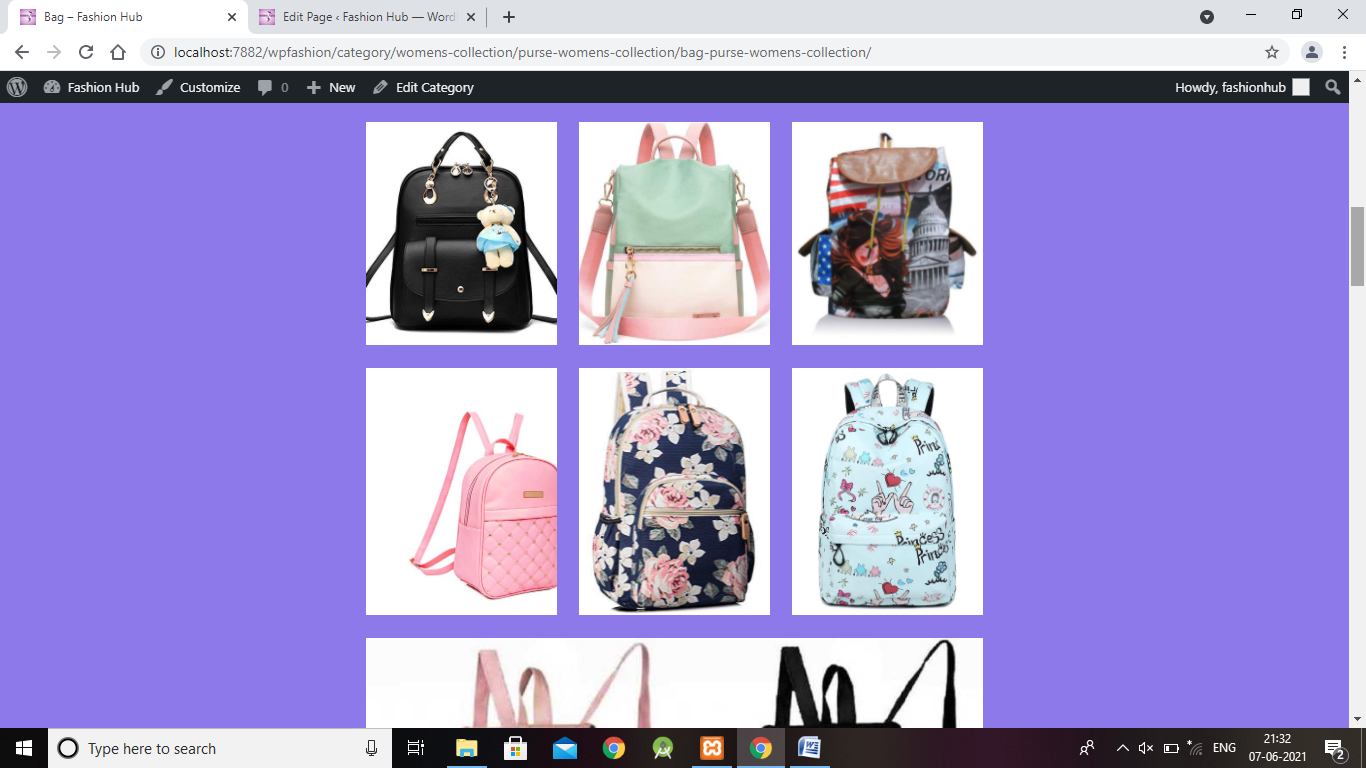 Bag – Fashion Hub
Edit Page ‹ Fashion Hub — Word
localhost:7882/wpfashion/category/womens-collection/purse-womens-collection/bag-purse-womens-collection/
Fashion Hub Customize 0 New Edit Category Howdy, fashionhub
Princess
Type here to search
ENG
21:32
07-06-2021
2